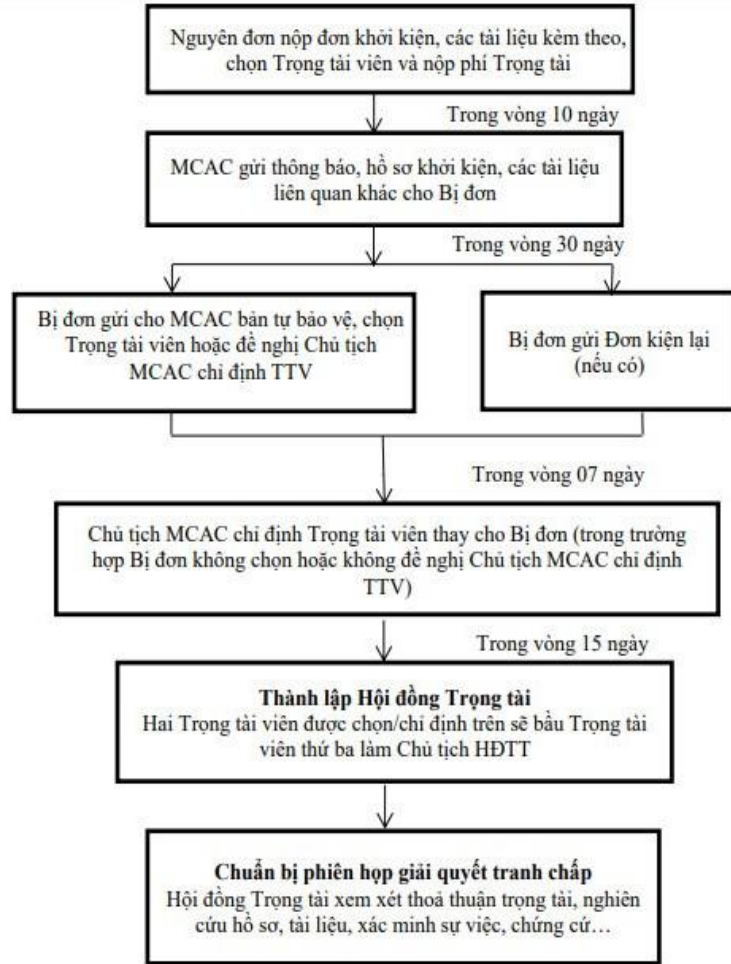 Nguyên đơn nộp đơn khởi kiện, các tài liệu kèm theo,
chọn Trọng tài viên và nộp phí Trọng tài
Trong vòng 10 ngày
MCAC gửi thông báo, hồ sơ khởi kiện, các tài liệu
liên quan khác cho Bị đơn
Trong vòng 30 ngày
Bị đơn gửi cho MCAC bản tự bảo vệ, chọn
Trọng tài viên hoặc đề nghị Chủ tịch
MCAC chỉ định TTV
Bị đơn gửi Đơn kiện lại
(nếu có)
Trong vòng 07 ngày
Chủ tịch MCAC chỉ định Trọng tài viên thay cho Bị đơn (trong trường
hợp Bị đơn không chọn hoặc không đề nghị Chủ tịch MCAC chỉ định
TTV)
Trong vòng 15 ngày
Thành lập Hội đồng Trọng tài
Hai Trọng tài viên được chọn/chỉ định trên sẽ bầu Trọng tài
viên thứ ba làm Chủ tịch HĐTT
Chuẩn bị phiên họp giải quyết tranh chấp
Hội đồng Trọng tài xem xét thoả thuận trọng tài, nghiên
cứu hồ sơ, tài liệu, xác minh sự việc, chứng cứ…